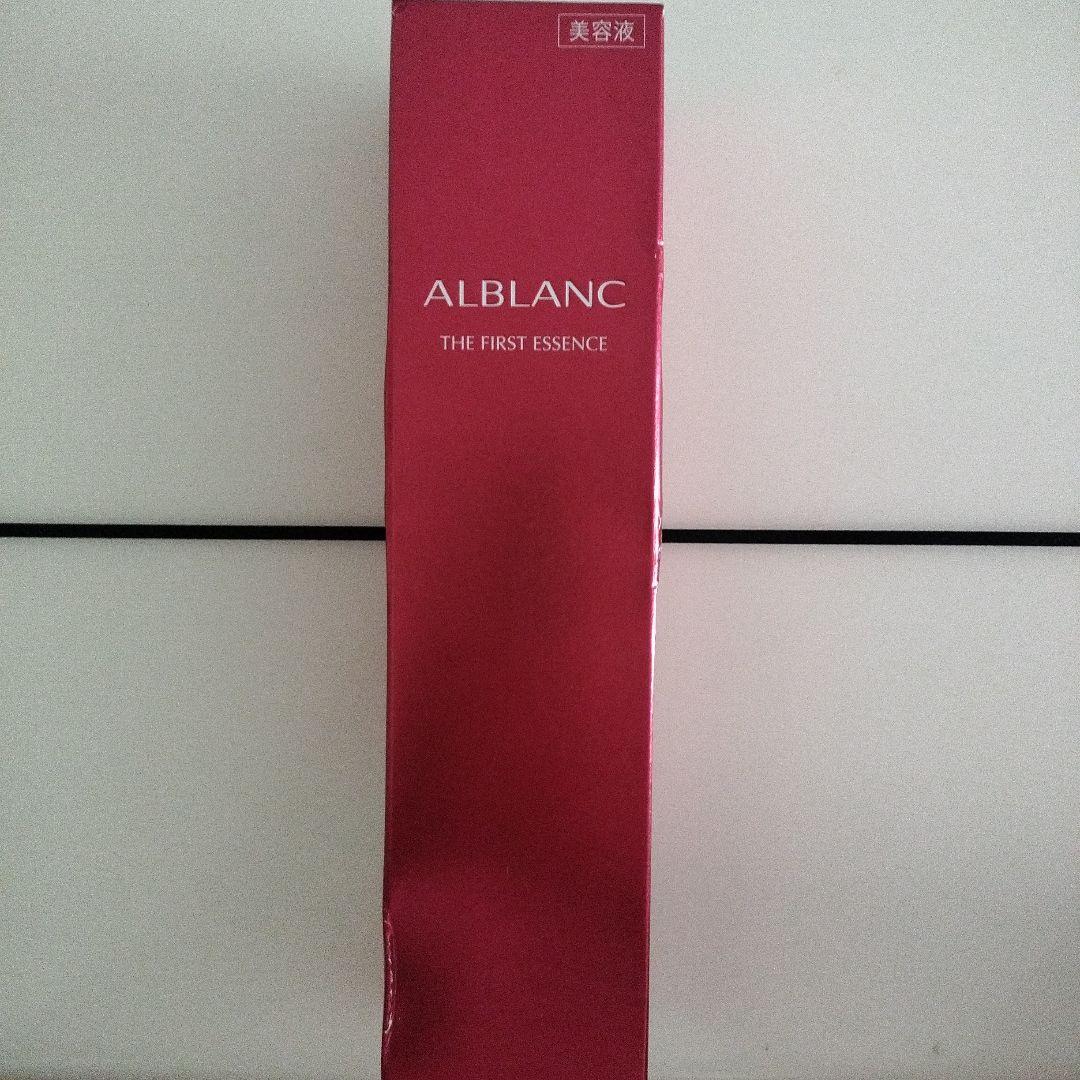 美容液
ALBLANC
THE FIRST ESSENCE